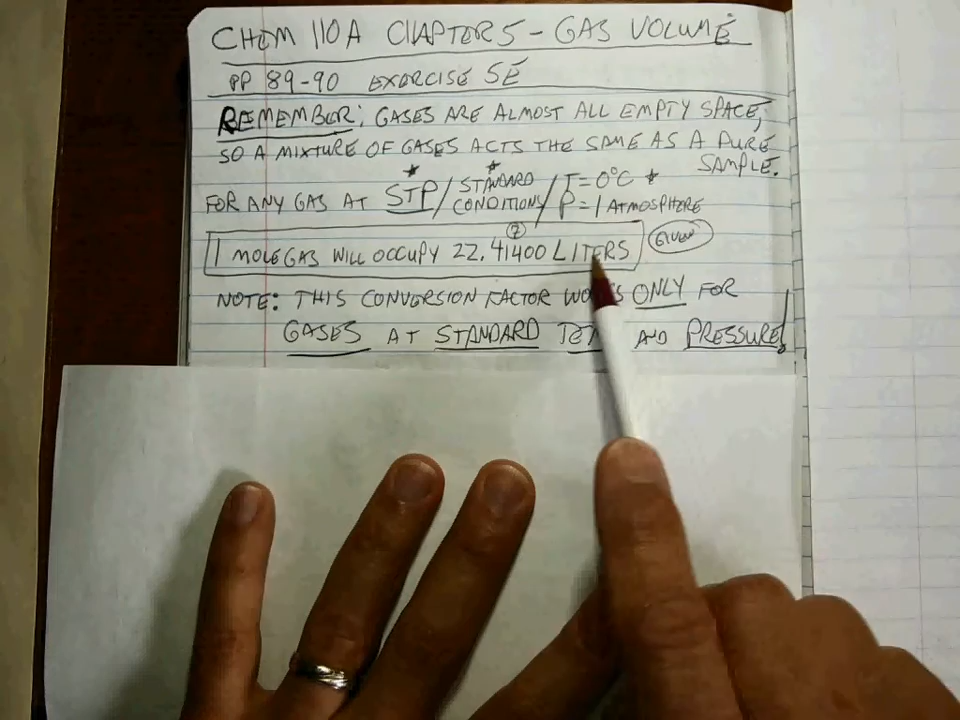 CHEM 110A CHAPTER 5 - GAS VOLUME
PP 89-90 EXERCISE 5E
REMEMBER: GASES ARE ALMOST ALL EMPTY SPACE,
SO A MIXTURE OF GASES ACTS THE SAME AS A PURE
SAMPLE.
FOR ANY GAS AT STP / STANDARD CONDITIONS / T = 0°C *
P = 1 ATMOSPHERE
1 MOLE GAS WILL OCCUPY 22.41400 LITERS (7) GIVEN
NOTE: THIS CONVERSION FACTOR ONLY FOR
GASES AT STANDARD AND PRESSURE!